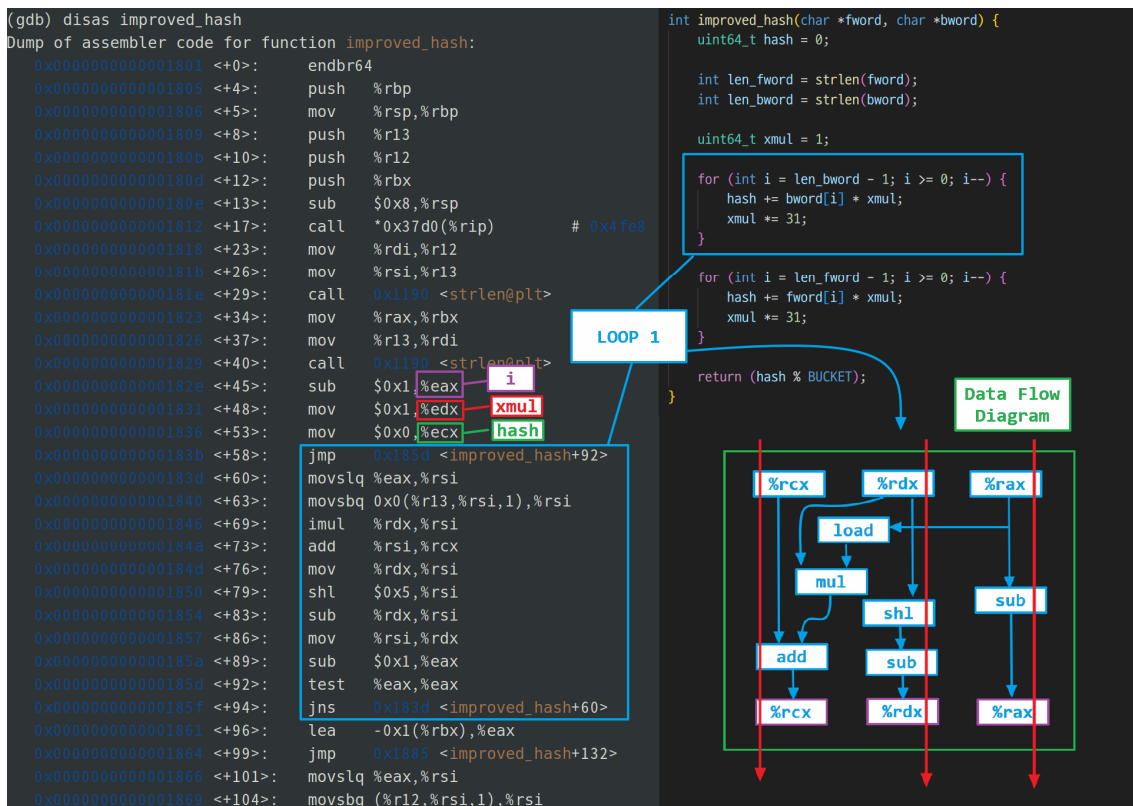 (gdb) disas improved_hash
Dump of assembler code for function improved_hash:
0x0000000000001801 <+0>: endbr64
0x0000000000001805 <+4>: push %rbp
0x0000000000001806 <+5>: mov %rsp,%rbp
0x0000000000001809 <+8>: push %r13
0x000000000000180b <+10>: push %r12
0x000000000000180d <+12>: push %rbx
0x000000000000180e <+13>: sub $0x8,%rsp
0x0000000000001812 <+17>: call *0x37d0(%rip) # 0x4fe8
0x0000000000001818 <+23>: mov %rdi,%r12
0x000000000000181b <+26>: mov %rsi,%r13
0x000000000000181e <+29>: call 0x1190 <strlen@plt>
0x0000000000001823 <+34>: mov %rax,%rbx
0x0000000000001826 <+37>: mov %r13,%rdi
0x0000000000001829 <+40>: call 0x1190 <strlen@plt>
0x000000000000182e <+45>: sub $0x1,%eax i
0x0000000000001831 <+48>: mov $0x1,%edx xmul
0x0000000000001836 <+53>: mov $0x0,%ecx hash
0x000000000000183b <+58>: jmp 0x185d <improved_hash+92>
0x000000000000183d <+60>: movslq %eax,%rsi
0x0000000000001840 <+63>: movsbq 0x0(%r13,%rsi,1),%rsi
0x0000000000001846 <+69>: imul %rdx,%rsi
0x000000000000184a <+73>: add %rsi,%rcx
0x000000000000184d <+76>: mov %rdx,%rsi
0x0000000000001850 <+79>: shl $0x5,%rsi
0x0000000000001854 <+83>: sub %rdx,%rsi
0x0000000000001857 <+86>: mov %rsi,%rdx
0x000000000000185a <+89>: sub $0x1,%eax
0x000000000000185d <+92>: test %eax,%eax
0x000000000000185f <+94>: jns 0x183d <improved_hash+60>
0x0000000000001861 <+96>: lea -0x1(%rbx),%eax
0x0000000000001864 <+99>: jmp 0x1885 <improved_hash+132>
0x0000000000001866 <+101>: movslq %eax,%rsi
0x0000000000001869 <+104>: movsbq (%r12,%rsi,1),%rsi
int improved_hash(char *fword, char *bword) {
uint64_t hash = 0;
int len_fword = strlen(fword);
int len_bword = strlen(bword);
uint64_t xmul = 1;
for (int i = len_bword - 1; i >= 0; i--) {
hash += bword[i] * xmul;
xmul *= 31;
}
for (int i = len_fword - 1; i >= 0; i--) {
hash += fword[i] * xmul;
xmul *= 31;
}
return (hash % BUCKET);
}
LOOP 1
Data Flow
Diagram
%rcx %rdx %rax
load
mul
sub
shl
add
sub
%rcx %rdx %rax